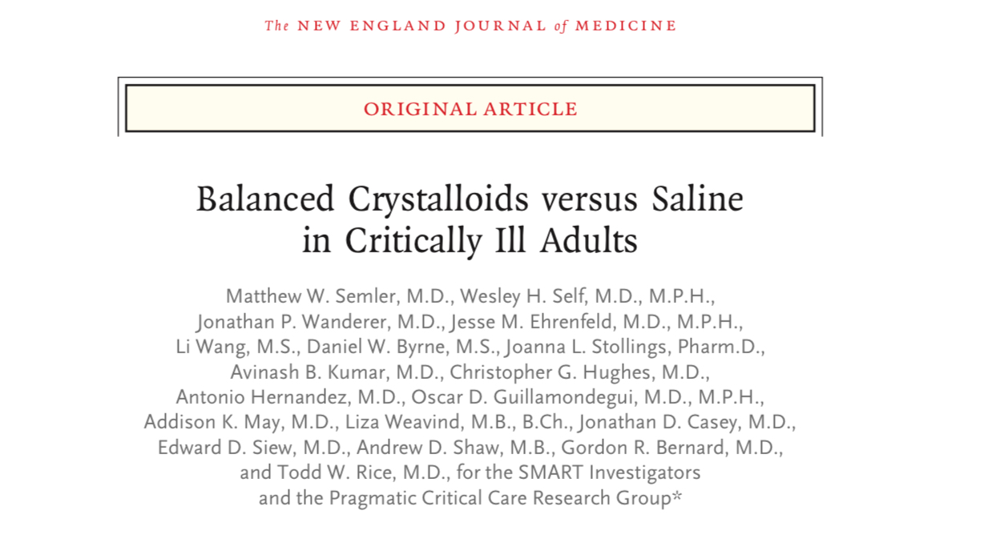 The NEW ENGLAND JOURNAL of MEDICINE
ORIGINAL ARTICLE
Balanced Crystalloids versus Saline
in Critically Ill Adults
Matthew W. Semler, M.D., Wesley H. Self, M.D., M.P.H.,
Jonathan P. Wanderer, M.D., Jesse M. Ehrenfeld, M.D., M.P.H.,
Li Wang, M.S., Daniel W. Byrne, M.S., Joanna L. Stollings, Pharm.D.,
Avinash B. Kumar, M.D., Christopher G. Hughes, M.D.,
Antonio Hernandez, M.D., Oscar D. Guillamondegui, M.D., M.P.H.,
Addison K. May, M.D., Liza Weavind, M.B., B.Ch., Jonathan D. Casey, M.D.,
Edward D. Siew, M.D., Andrew D. Shaw, M.B., Gordon R. Bernard, M.D.,
and Todd W. Rice, M.D., for the SMART Investigators
and the Pragmatic Critical Care Research Group*